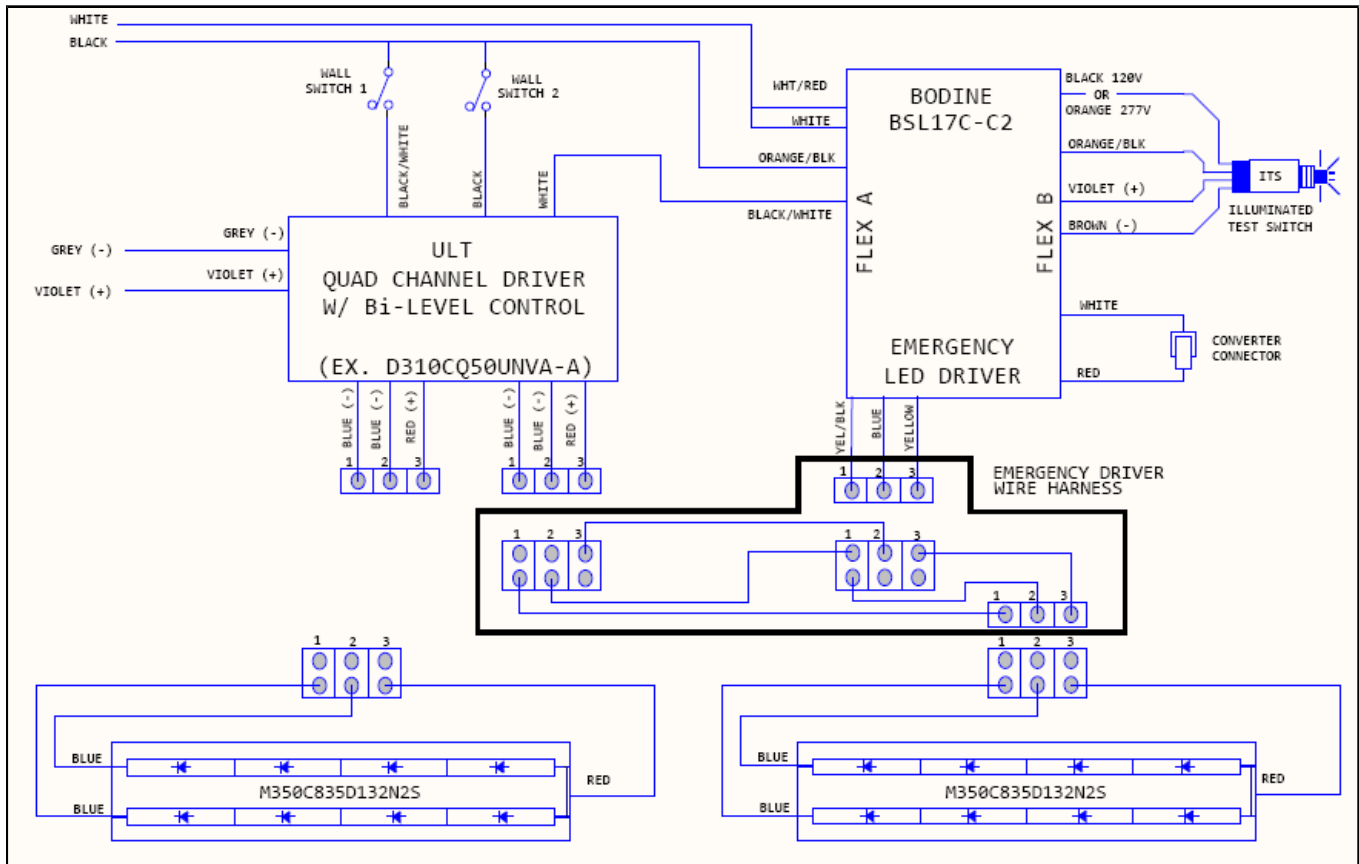 WHITE
BLACK
WALL
SWITCH 1
WALL
SWITCH 2
BLACK/WHITE
BLACK
WHITE
WHT/RED
WHITE
ORANGE/BLK
BLACK/WHITE
BODINE
BSL17C-C2
FLEX A
FLEX B
EMERGENCY
LED DRIVER
BLACK 120V
OR
ORANGE 277V
ORANGE/BLK
VIOLET (+)
BROWN (-)
ITS
ILLUMINATED
TEST SWITCH
WHITE
RED
CONVERTER
CONNECTOR
GREY (-)
GREY (-)
VIOLET (+)
VIOLET (+)
ULT
QUAD CHANNEL DRIVER
W/ Bi-LEVEL CONTROL
(EX. D310CQ50UNVA-A)
BLUE (-)
BLUE (-)
RED (+)
BLUE (-)
BLUE (-)
RED (+)
YEL/BLK
BLUE
YELLOW
1 2 3
1 2 3
1 2 3
EMERGENCY DRIVER
WIRE HARNESS
1 2 3
1 2 3
1 2 3
1 2 3
1 2 3
BLUE
BLUE
M350C835D132N2S
RED
BLUE
BLUE
M350C835D132N2S
RED